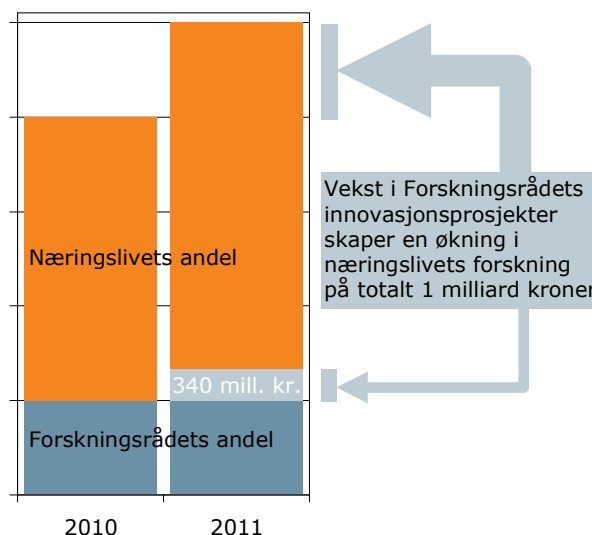 Vekst i Forskningsrådets
innovasjonsprosjekter
skaper en økning i
næringslivets forskning
på totalt 1 milliard kroner
Næringslivets andel
340 mill. kr.
Forskningsrådets andel
2010 2011